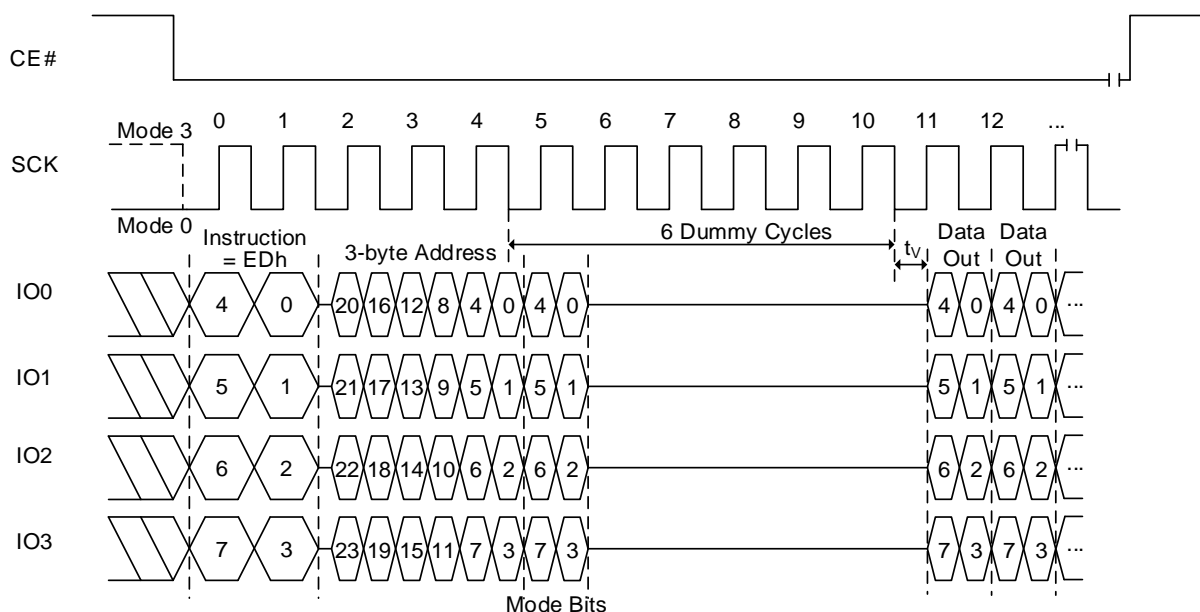 CE#
Mode 3
0 1 2 3 4 5 6 7 8 9 10 11 12 ...
SCK
Mode 0
Instruction
= EDh
3-byte Address
6 Dummy Cycles
tV
Data
Out
Data
Out
IO0
4 0 20 16 12 8 4 0 4 0 4 0 4 0 ...
IO1
5 1 21 17 13 9 5 1 5 1 5 1 5 1 ...
IO2
6 2 22 18 14 10 6 2 6 2 6 2 6 2 ...
IO3
7 3 23 19 15 11 7 3 7 3 7 3 7 3 ...
Mode Bits